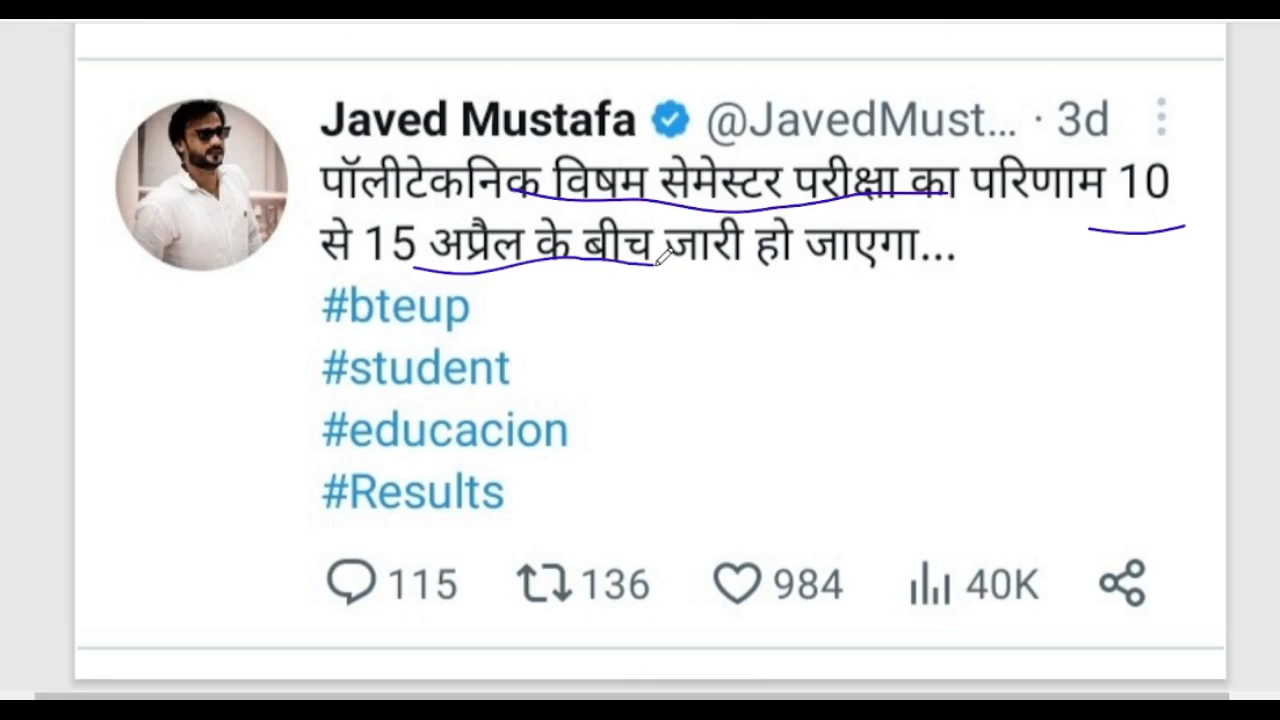 Javed Mustafa @JavedMust... · 3d
पॉलीटेकनिक विषम सेमेस्टर परीक्षा का परिणाम 10
से 15 अप्रैल के बीच जारी हो जाएगा...
#bteup
#student
#educacion
#Results
115 136 984 40K